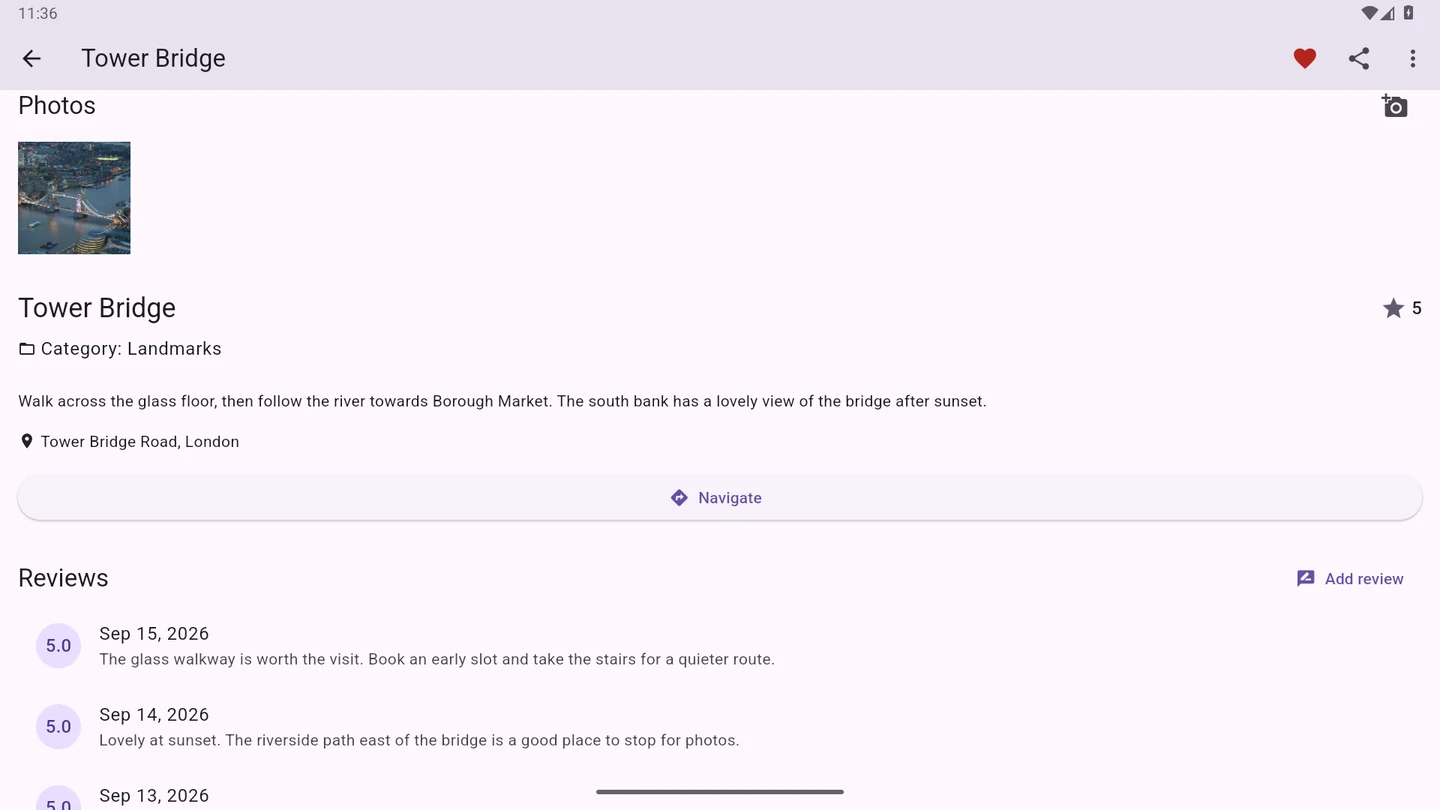 11:36
Tower Bridge
Photos
Tower Bridge
5
Category: Landmarks
Walk across the glass floor, then follow the river towards Borough Market. The south bank has a lovely view of the bridge after sunset.
Tower Bridge Road, London
Navigate
Reviews
Add review
5.0
Sep 15, 2026
The glass walkway is worth the visit. Book an early slot and take the stairs for a quieter route.
5.0
Sep 14, 2026
Lovely at sunset. The riverside path east of the bridge is a good place to stop for photos.
5.0
Sep 13, 2026